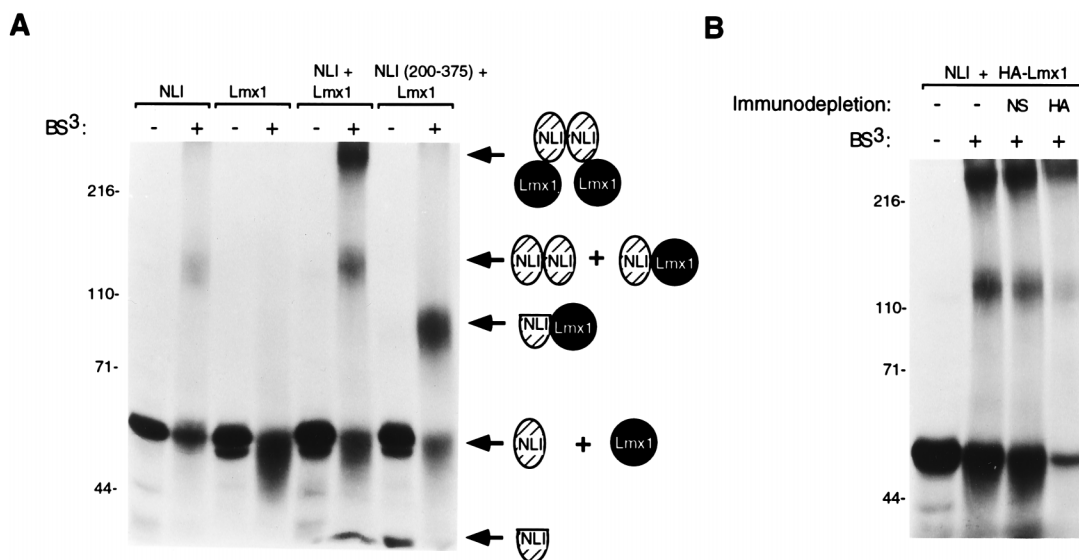 A
NLI
Lmx1
NLI +
Lmx1
NLI (200-375) +
Lmx1
BS3:
- + - + - + - +
216-
110-
71-
44-
NLI NLI
Lmx1 Lmx1
NLI NLI + NLI Lmx1
NLI Lmx1
NLI + Lmx1
NLI
B
NLI + HA-Lmx1
Immunodepletion: - - NS HA
BS3: - + + +
216-
110-
71-
44-